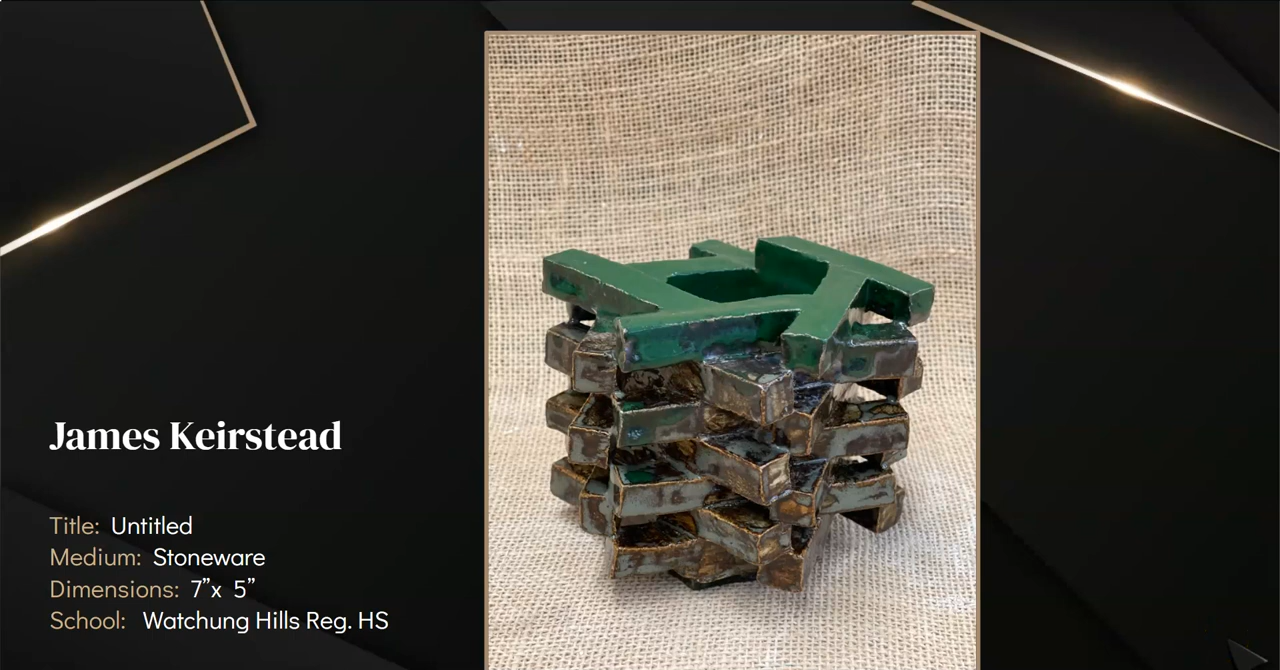 James Keirstead
Title: Untitled
Medium: Stoneware
Dimensions: 7”x 5”
School: Watchung Hills Reg. HS